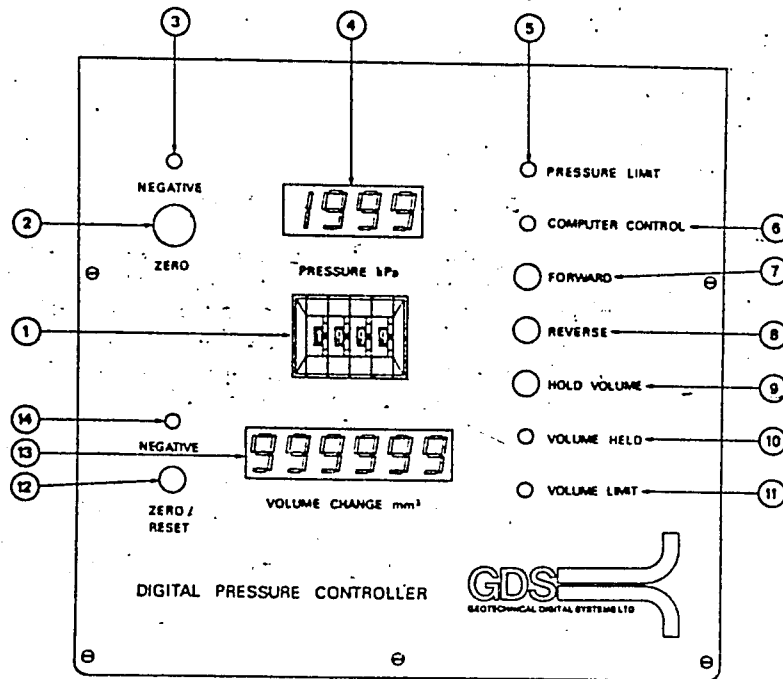 3
4
5
NEGATIVE
PRESSURE LIMIT
1999
2
COMPUTER CONTROL
6
ZERO
PRESSURE kPa
FORWARD
7
1
REVERSE
8
HOLD VOLUME
9
14
NEGATIVE
999999
VOLUME HELD
10
13
12
VOLUME CHANGE mm³
VOLUME LIMIT
11
ZERO /
RESET
DIGITAL PRESSURE CONTROLLER
GDS
GEOTECHNICAL DIGITAL SYSTEMS LTD